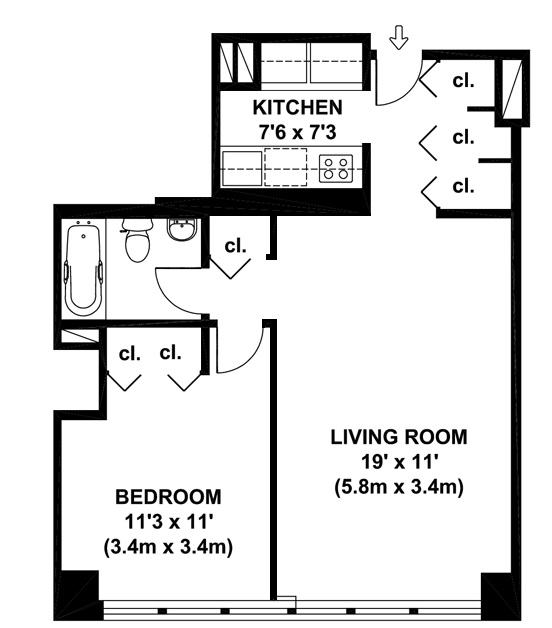 cl.
KITCHEN
7'6 x 7'3
cl.
cl.
cl.
cl. cl.
LIVING ROOM
19' x 11'
(5.8m x 3.4m)
BEDROOM
11'3 x 11'
(3.4m x 3.4m)